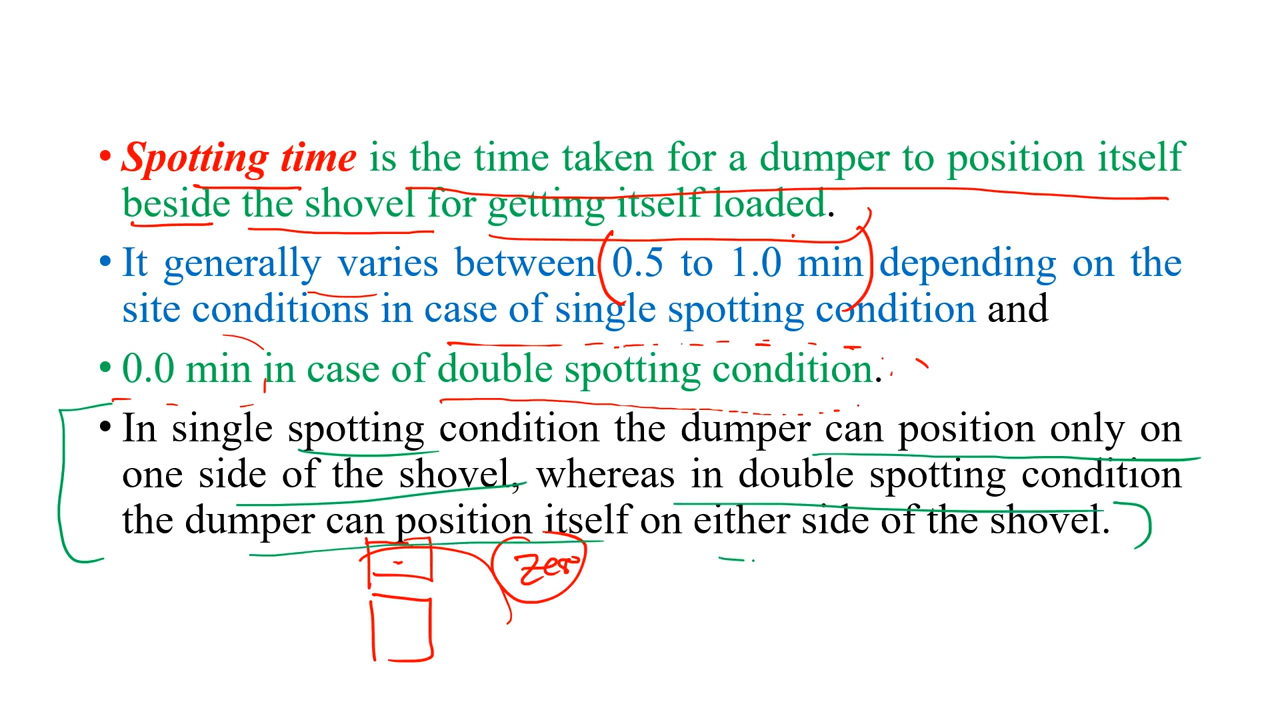 • Spotting time is the time taken for a dumper to position itself
beside the shovel for getting itself loaded.
• It generally varies between 0.5 to 1.0 min depending on the
site conditions in case of single spotting condition and
• 0.0 min in case of double spotting condition.
• In single spotting condition the dumper can position only on
one side of the shovel, whereas in double spotting condition
the dumper can position itself on either side of the shovel.
Zero